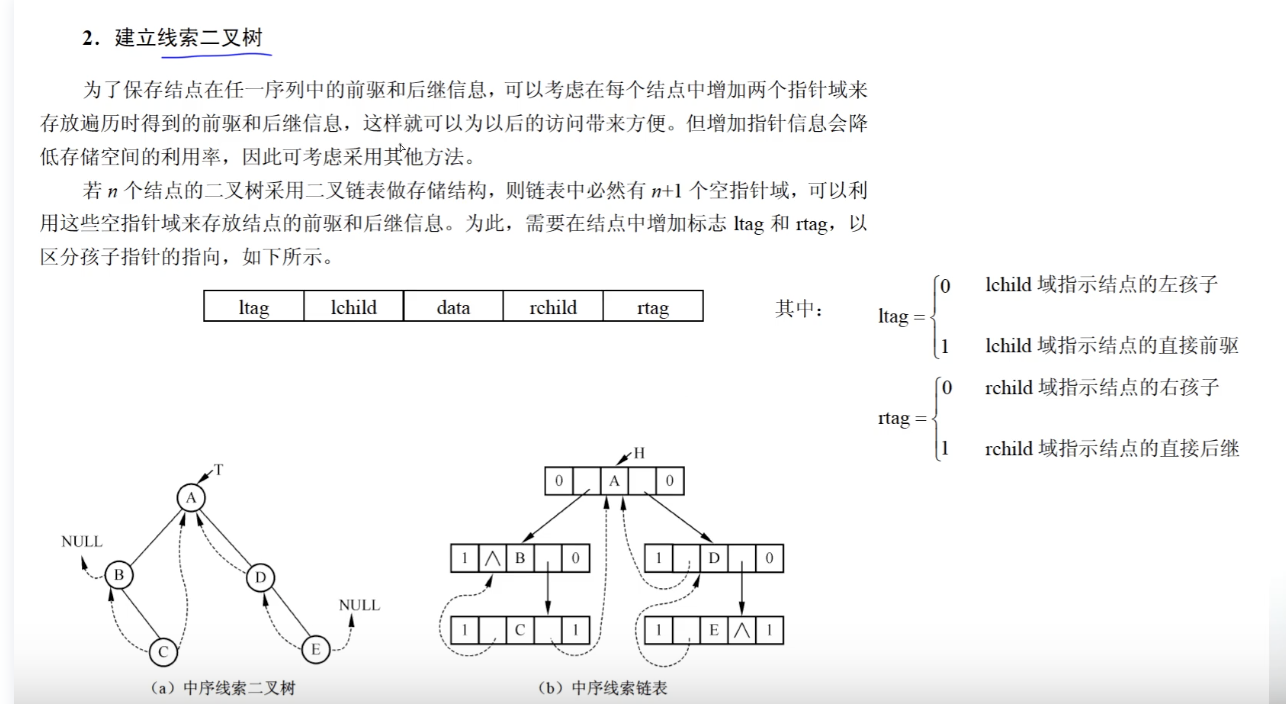 2. 建立线索二叉树
为了保存结点在任一序列中的前驱和后继信息，可以考虑在每个结点中增加两个指针域来
存放遍历时得到的前驱和后继信息，这样就可以为以后的访问带来方便。但增加指针信息会降
低存储空间的利用率，因此可考虑采用其他方法。
若 n 个结点的二叉树采用二叉链表做存储结构，则链表中必然有 n+1 个空指针域，可以利
用这些空指针域来存放结点的前驱和后继信息。为此，需要在结点中增加标志 ltag 和 rtag，以
区分孩子指针的指向，如下所示。
ltag lchild data rchild rtag
其中：
ltag =
0 lchild 域指示结点的左孩子
1 lchild 域指示结点的直接前驱
rtag =
0 rchild 域指示结点的右孩子
1 rchild 域指示结点的直接后继
T
A
NULL
B
D
NULL
C
E
（a）中序线索二叉树
H
0 A 0
1 ∧ B 0
1 D 0
1 C 1
1 E ∧ 1
（b）中序线索链表